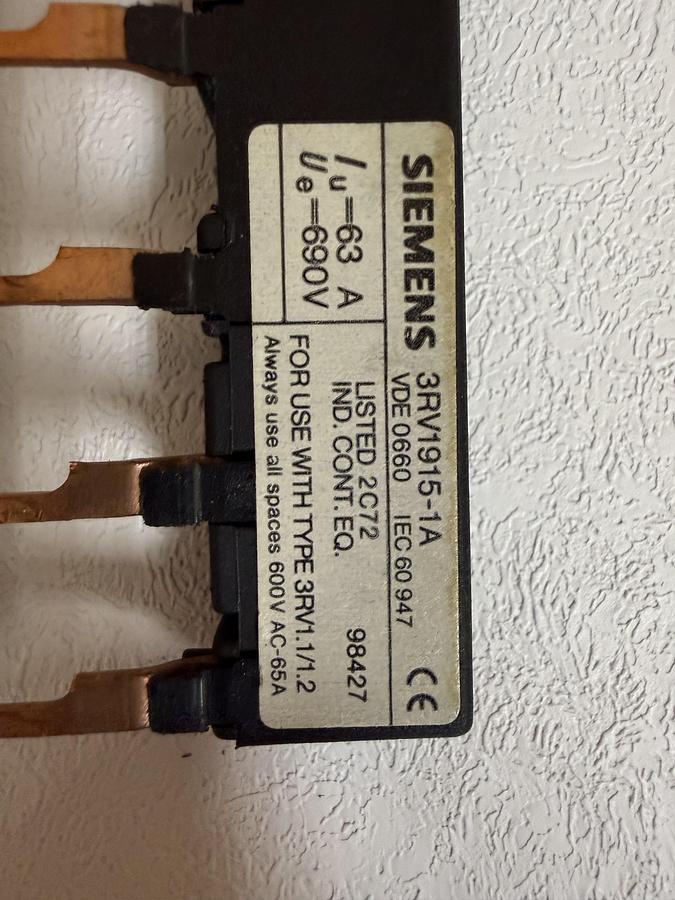 SIEMENS 3RV1915-1A
VDE 0660 IEC 60 947 CE
Iu=63 A
Ue=690V
LISTED 2C72 98427
IND. CONT. EQ.
FOR USE WITH TYPE 3RV1.1/1.2
Always use all spaces 600V AC-65A